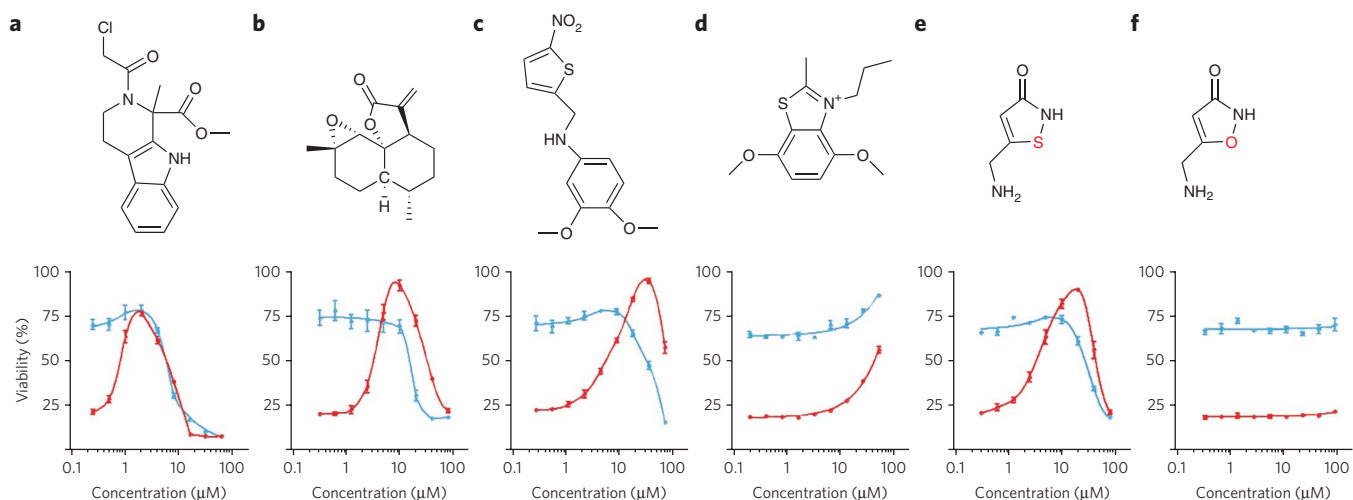 a
b
c
d
e
f
Cl
O
N
O
O
NH
O
O
O
C
H
NO₂
S
HN
O
O
S
N⁺
O
O
O
NH
S
NH₂
O
NH
O
NH₂
Viability (%)
100
75
50
25
0.1 1 10 100
Concentration (μM)
100
75
50
25
0.1 1 10 100
Concentration (μM)
100
75
50
25
0.1 1 10 100
Concentration (μM)
100
75
50
25
0.1 1 10 100
Concentration (μM)
100
75
50
25
0.1 1 10 100
Concentration (μM)
100
75
50
25
0.1 1 10 100
Concentration (μM)